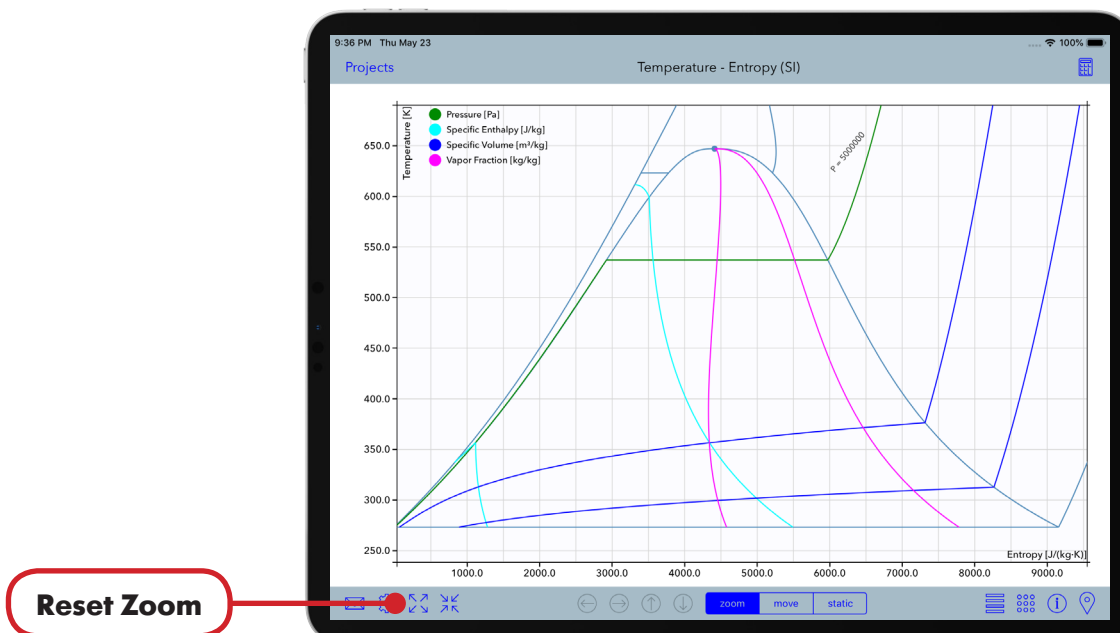 9:36 PM Thu May 23
100%
Projects
Temperature - Entropy (SI)
Temperature [K]
Pressure [Pa]
Specific Enthalpy [J/kg]
Specific Volume [m³/kg]
Vapor Fraction [kg/kg]
P = 5000000
650.0
600.0
550.0
500.0
450.0
400.0
350.0
300.0
250.0
Entropy [J/(kg·K)]
1000.0 2000.0 3000.0 4000.0 5000.0 6000.0 7000.0 8000.0 9000.0
Reset Zoom
zoom move static